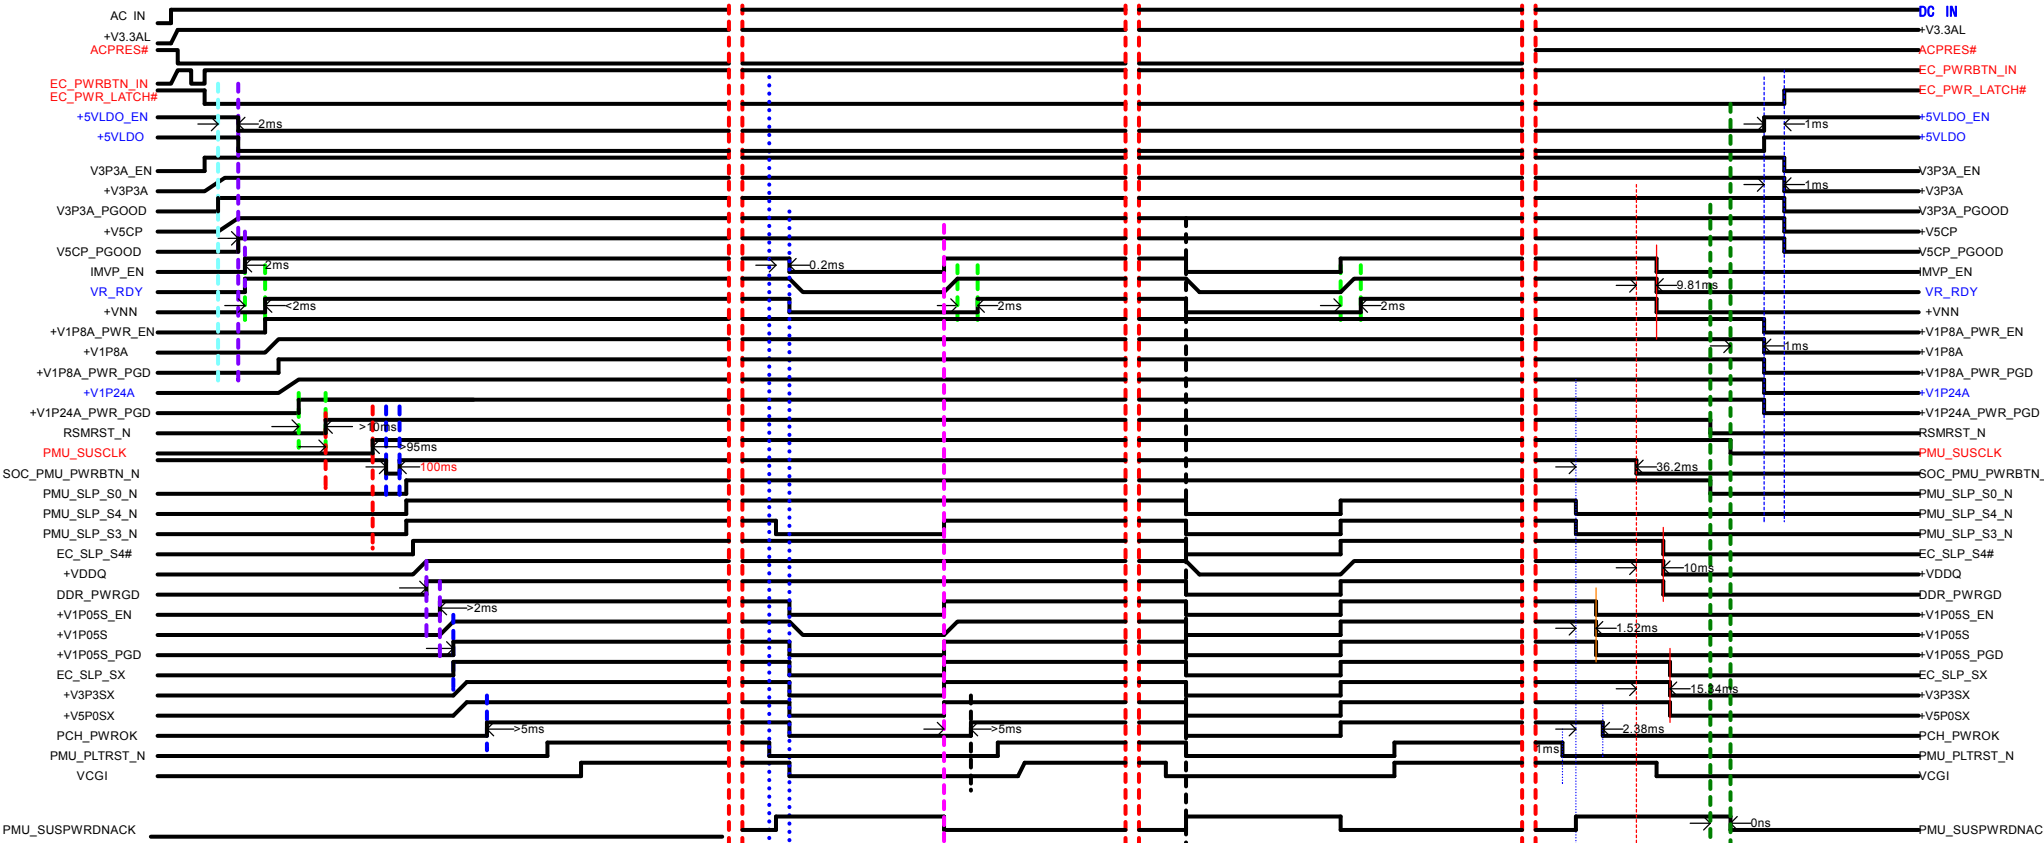 AC IN
DC IN
+V3.3AL
+V3.3AL
ACPRES#
ACPRES#
EC_PWRBTN_IN
EC_PWRBTN_IN
EC_PWR_LATCH#
EC_PWR_LATCH#
+5VLDO_EN
2ms
1ms
+5VLDO_EN
+5VLDO
+5VLDO
V3P3A_EN
V3P3A_EN
+V3P3A
1ms
+V3P3A
V3P3A_PGOOD
V3P3A_PGOOD
+V5CP
+V5CP
V5CP_PGOOD
V5CP_PGOOD
IMVP_EN
2ms
0.2ms
IMVP_EN
VR_RDY
9.81ms
VR_RDY
+VNN
<2ms
2ms
2ms
+VNN
+V1P8A_PWR_EN
+V1P8A_PWR_EN
+V1P8A
1ms
+V1P8A
+V1P8A_PWR_PGD
+V1P8A_PWR_PGD
+V1P24A
+V1P24A
+V1P24A_PWR_PGD
+V1P24A_PWR_PGD
RSMRST_N
>10ms
RSMRST_N
PMU_SUSCLK
>95ms
PMU_SUSCLK
SOC_PMU_PWRBTN_N
100ms
36.2ms
SOC_PMU_PWRBTN_
PMU_SLP_S0_N
PMU_SLP_S0_N
PMU_SLP_S4_N
PMU_SLP_S4_N
PMU_SLP_S3_N
PMU_SLP_S3_N
EC_SLP_S4#
EC_SLP_S4#
+VDDQ
10ms
+VDDQ
DDR_PWRGD
DDR_PWRGD
+V1P05S_EN
>2ms
+V1P05S_EN
+V1P05S
1.52ms
+V1P05S
+V1P05S_PGD
+V1P05S_PGD
EC_SLP_SX
EC_SLP_SX
+V3P3SX
15.34ms
+V3P3SX
+V5P0SX
+V5P0SX
PCH_PWROK
>5ms
>5ms
2.38ms
PCH_PWROK
PMU_PLTRST_N
1ms
PMU_PLTRST_N
VCGI
VCGI
PMU_SUSPWRDNACK
0ns
PMU_SUSPWRDNAC